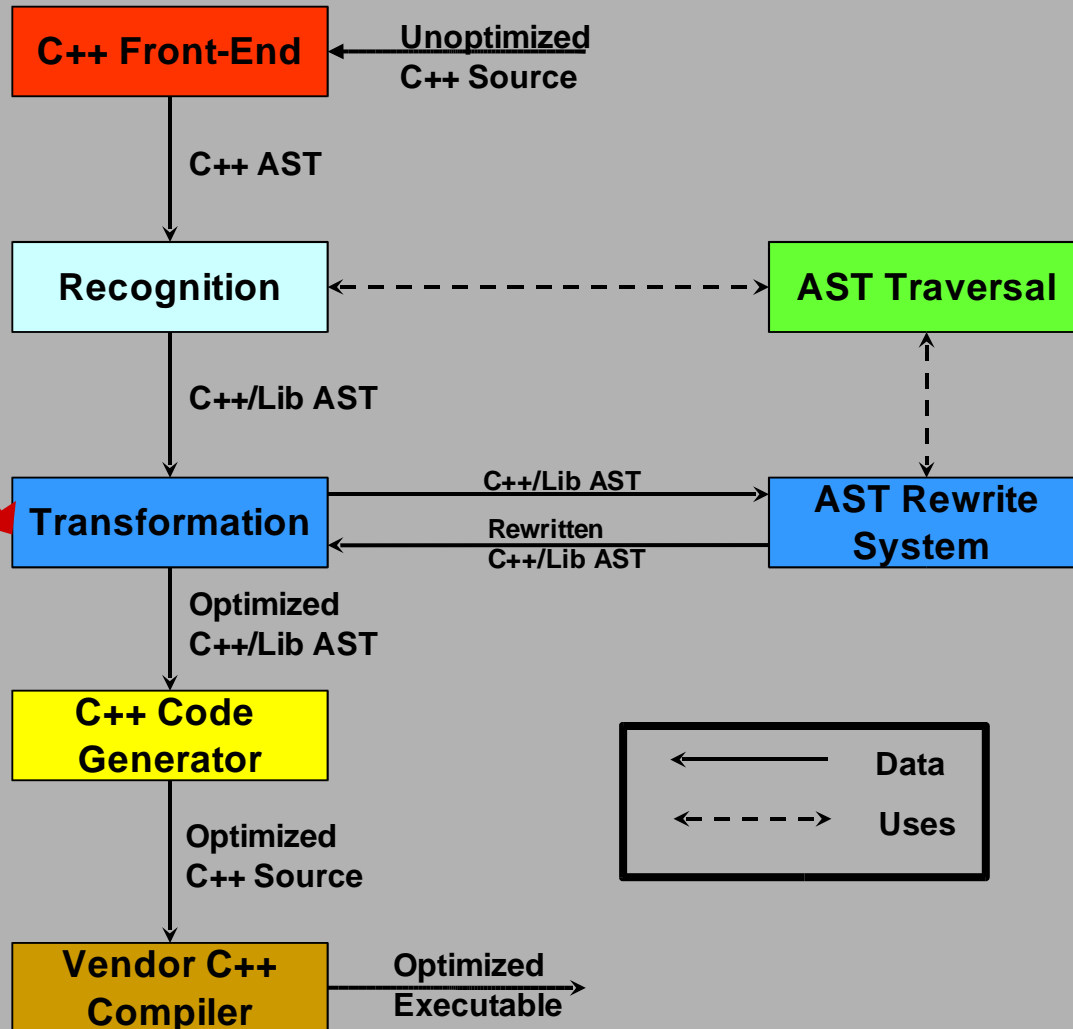 C++ Front-End
Unoptimized
C++ Source
C++ AST
Recognition
AST Traversal
C++/Lib AST
Transformation
C++/Lib AST
Rewritten
C++/Lib AST
AST Rewrite
System
Optimized
C++/Lib AST
C++ Code
Generator
Data
Uses
Optimized
C++ Source
Vendor C++
Compiler
Optimized
Executable